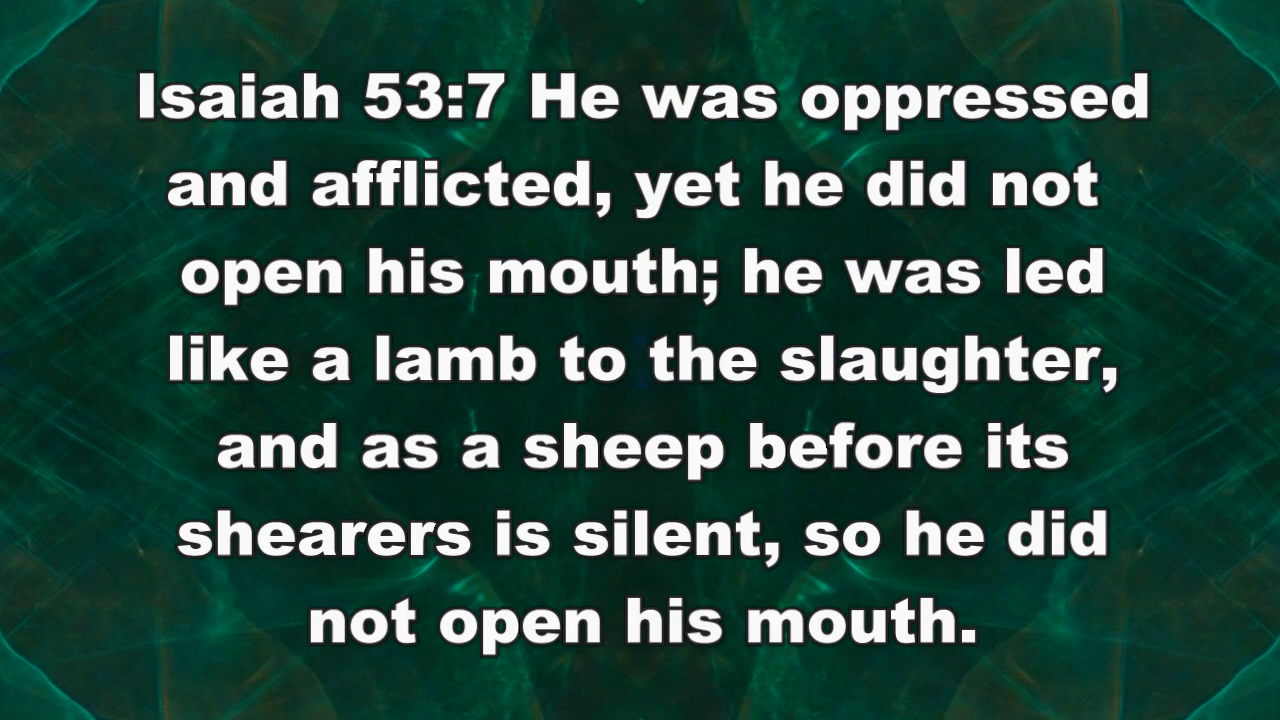 Isaiah 53:7 He was oppressed
and afflicted, yet he did not
open his mouth; he was led
like a lamb to the slaughter,
and as a sheep before its
shearers is silent, so he did
not open his mouth.